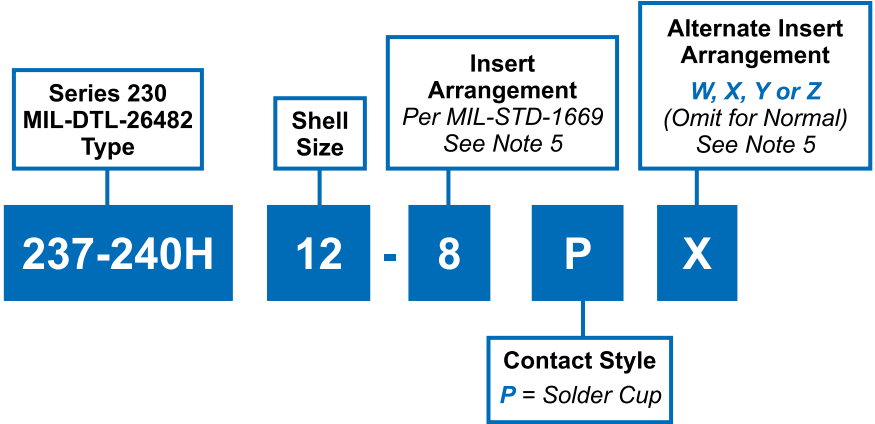 Series 230
MIL-DTL-26482
Type
Shell
Size
Insert
Arrangement
Per MIL-STD-1669
See Note 5
Alternate Insert
Arrangement
W, X, Y or Z
(Omit for Normal)
See Note 5
237-240H 12 - 8 P X
Contact Style
P = Solder Cup